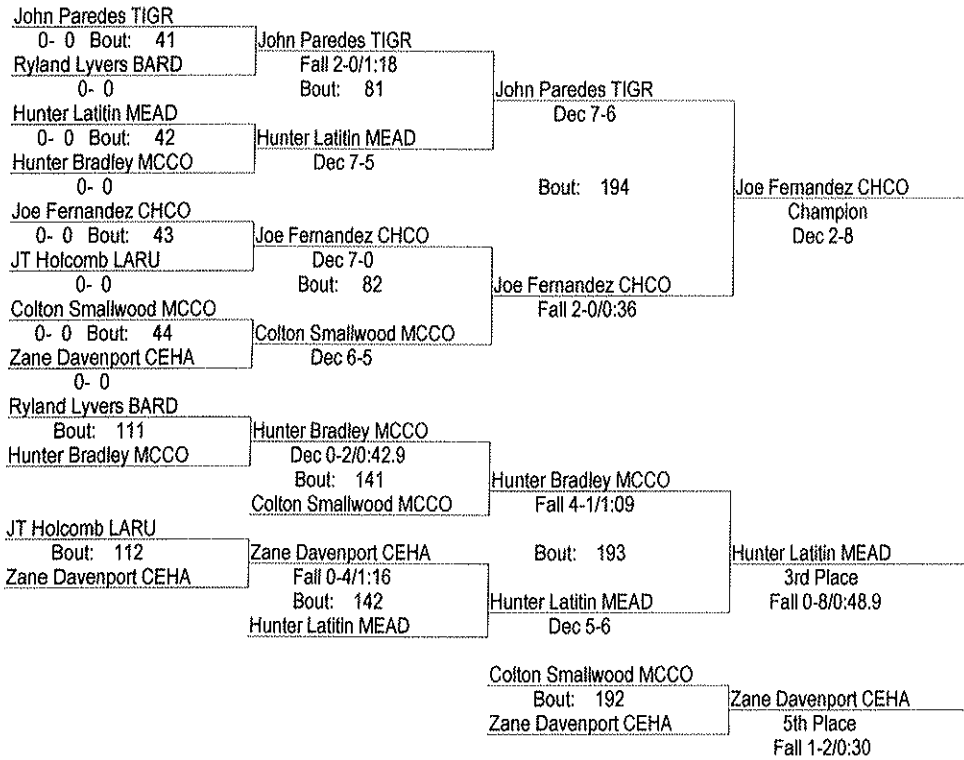 John Paredes TIGR
0- 0 Bout: 41
Ryland Lyvers BARD
0- 0
Hunter Latitin MEAD
0- 0 Bout: 42
Hunter Bradley MCCO
0- 0
Joe Fernandez CHCO
0- 0 Bout: 43
JT Holcomb LARU
0- 0
Colton Smallwood MCCO
0- 0 Bout: 44
Zane Davenport CEHA
0- 0
Ryland Lyvers BARD
Bout: 111
Hunter Bradley MCCO
JT Holcomb LARU
Bout: 112
Zane Davenport CEHA
John Paredes TIGR
Fall 2-0/1:18
Bout: 81
Hunter Latitin MEAD
Dec 7-5
Joe Fernandez CHCO
Dec 7-0
Bout: 82
Colton Smallwood MCCO
Dec 6-5
Hunter Bradley MCCO
Dec 0-2/0:42.9
Bout: 141
Colton Smallwood MCCO
Zane Davenport CEHA
Fall 0-4/1:16
Bout: 142
Hunter Latitin MEAD
John Paredes TIGR
Dec 7-6
Bout: 194
Joe Fernandez CHCO
Fall 2-0/0:36
Hunter Bradley MCCO
Fall 4-1/1:09
Bout: 193
Hunter Latitin MEAD
Dec 5-6
Colton Smallwood MCCO
Bout: 192
Zane Davenport CEHA
Joe Fernandez CHCO
Champion
Dec 2-8
Hunter Latitin MEAD
3rd Place
Fall 0-8/0:48.9
Zane Davenport CEHA
5th Place
Fall 1-2/0:30